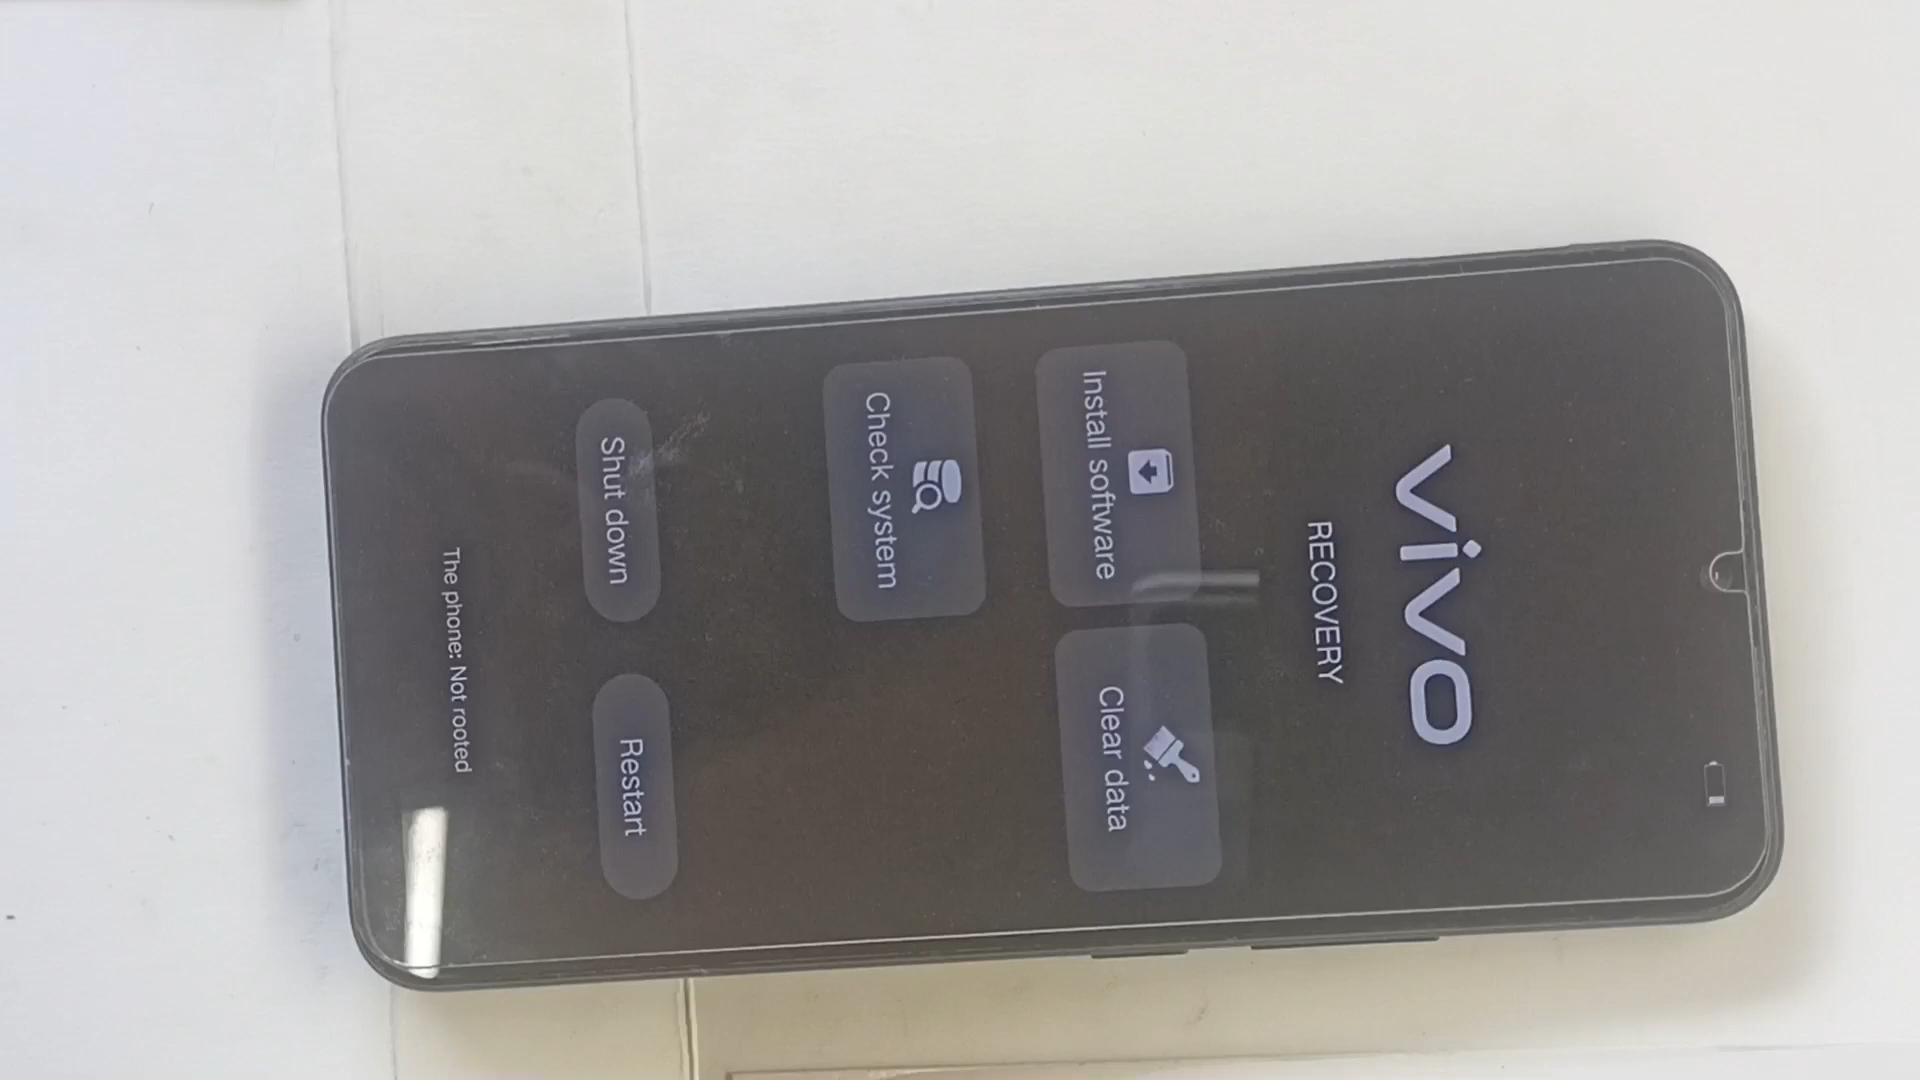 vivo
RECOVERY
Install software
Clear data
Check system
Shut down
Restart
The phone: Not rooted